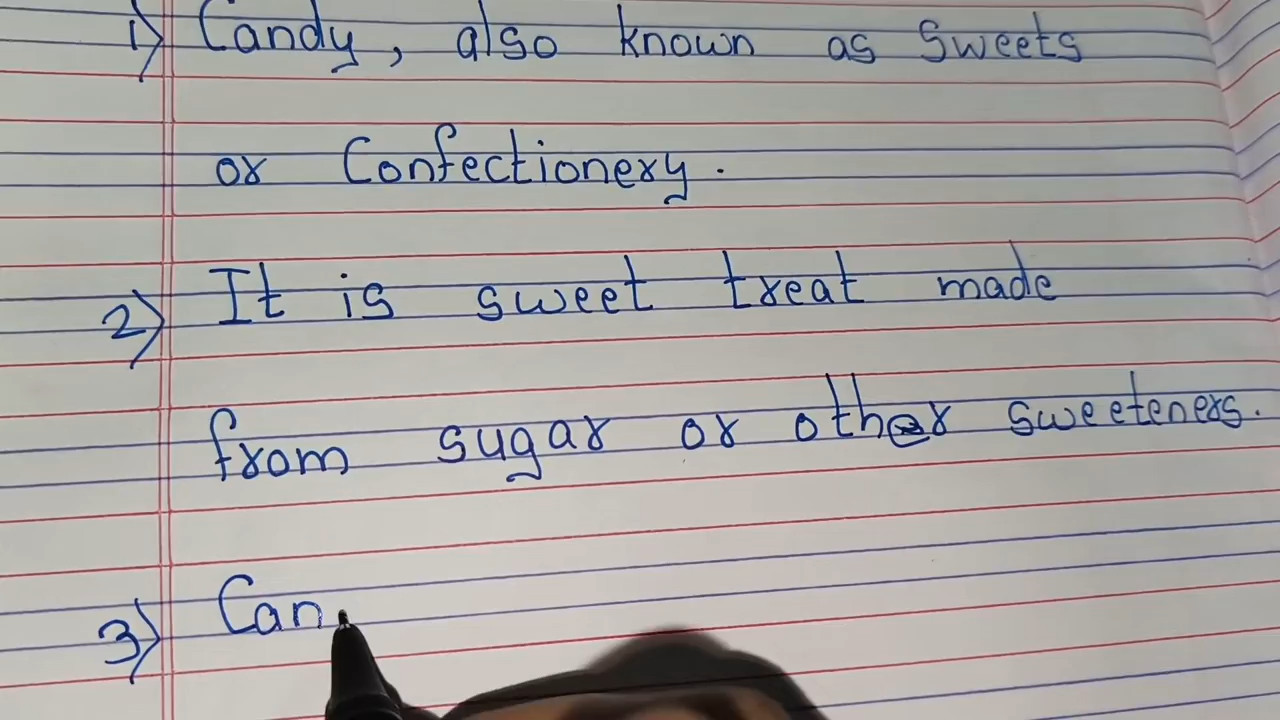 1) Candy, also known as Sweets
or Confectionery.
2) It is sweet treat made
from sugar or other sweeteners.
3) Can